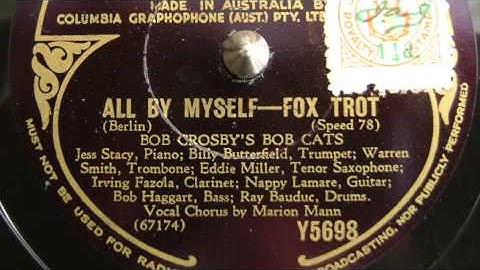 MADE IN AUSTRALIA B
COLUMBIA GRAPHOPHONE (AUST.) PTY. LTD
ROYALTY STAMP
ALL BY MYSELF—FOX TROT
(Berlin) (Speed 78)
BOB CROSBY'S BOB CATS
Jess Stacy, Piano; Billy Butterfield, Trumpet; Warren
Smith, Trombone; Eddie Miller, Tenor Saxophone;
Irving Fazola, Clarinet; Nappy Lamare, Guitar;
Bob Haggart, Bass; Ray Bauduc, Drums.
Vocal Chorus by Marion Mann
(67174) Y5698
MUST NOT BE USED FOR RADIO BROADCASTING, NOR PUBLICLY PERFORMED